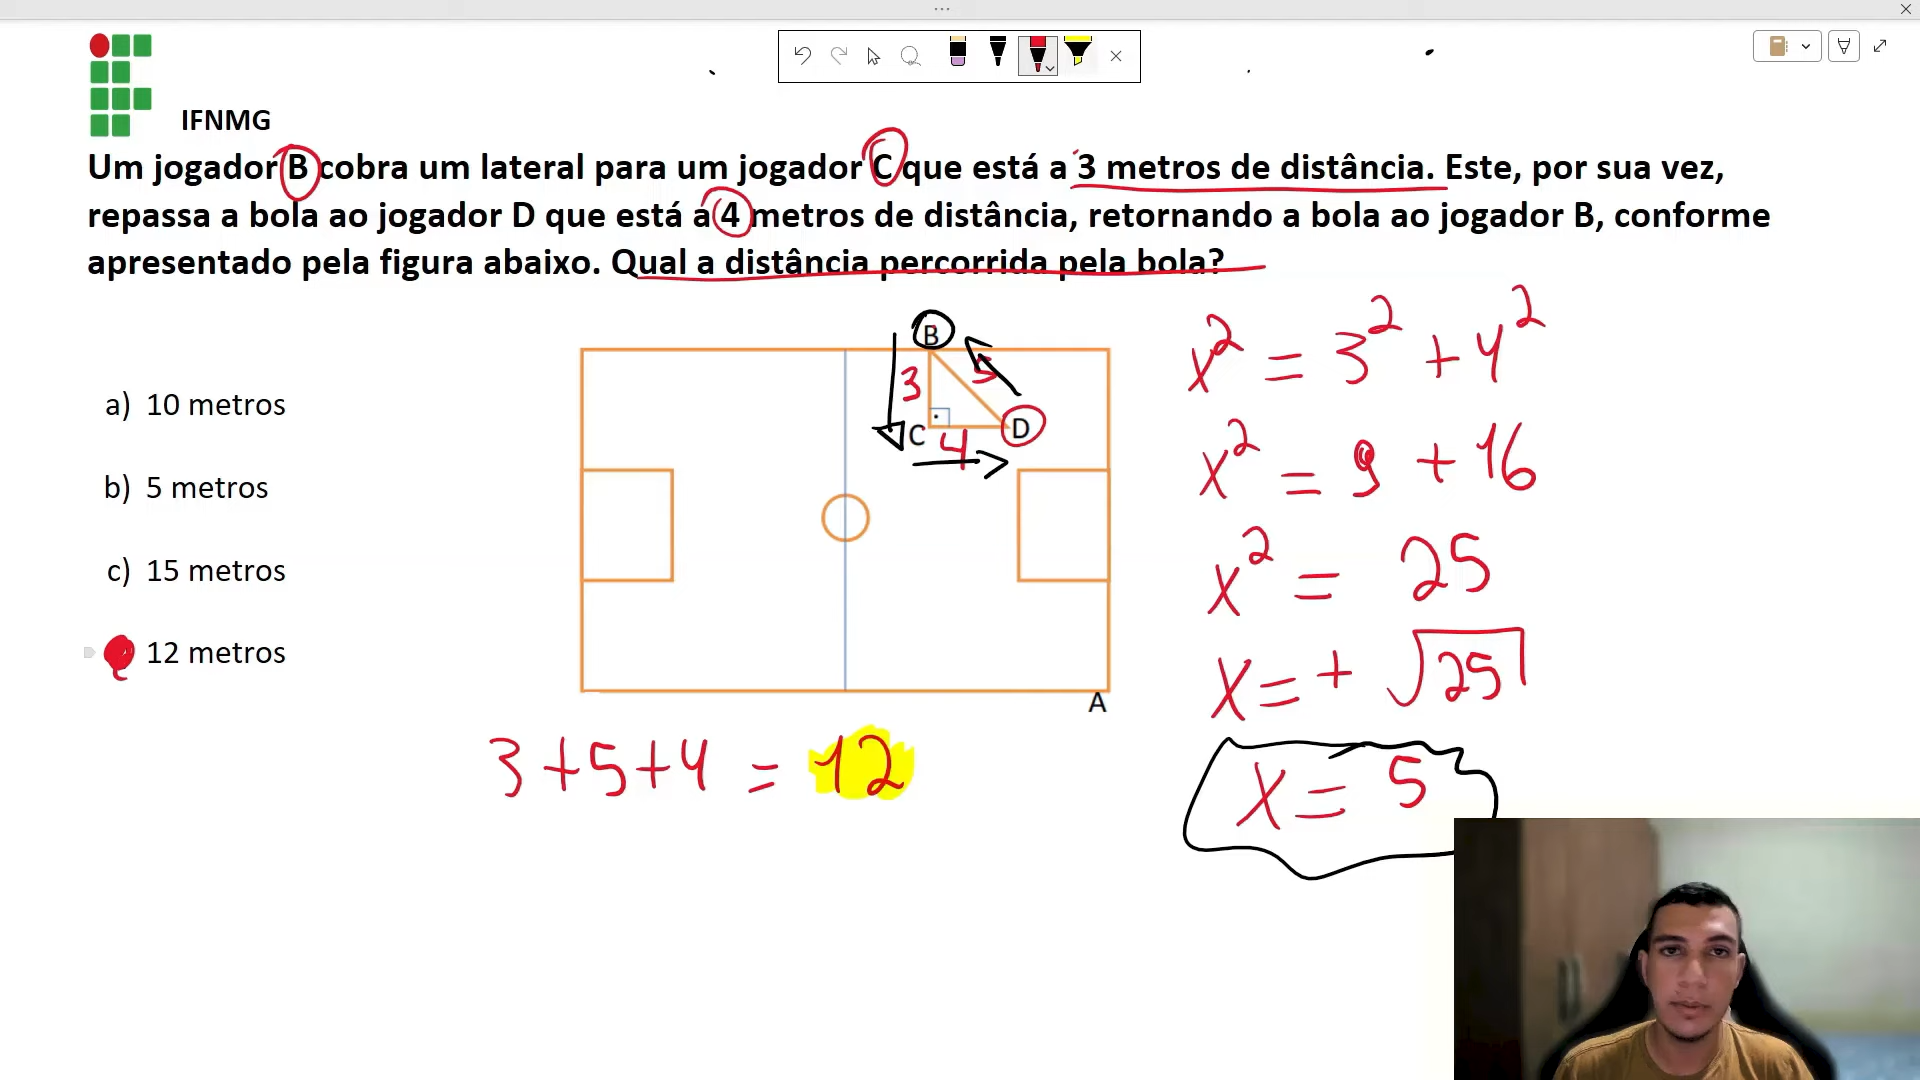 IFNMG
Um jogador B cobra um lateral para um jogador C que está a 3 metros de distância. Este, por sua vez,
repassa a bola ao jogador D que está a 4 metros de distância, retornando a bola ao jogador B, conforme
apresentado pela figura abaixo. Qual a distância percorrida pela bola?
a) 10 metros
b) 5 metros
c) 15 metros
12 metros
B
3
5
C
4
D
A
3 + 5 + 4 = 12
x² = 3² + 4²
x² = 9 + 16
x² = 25
x = + √25
x = 5